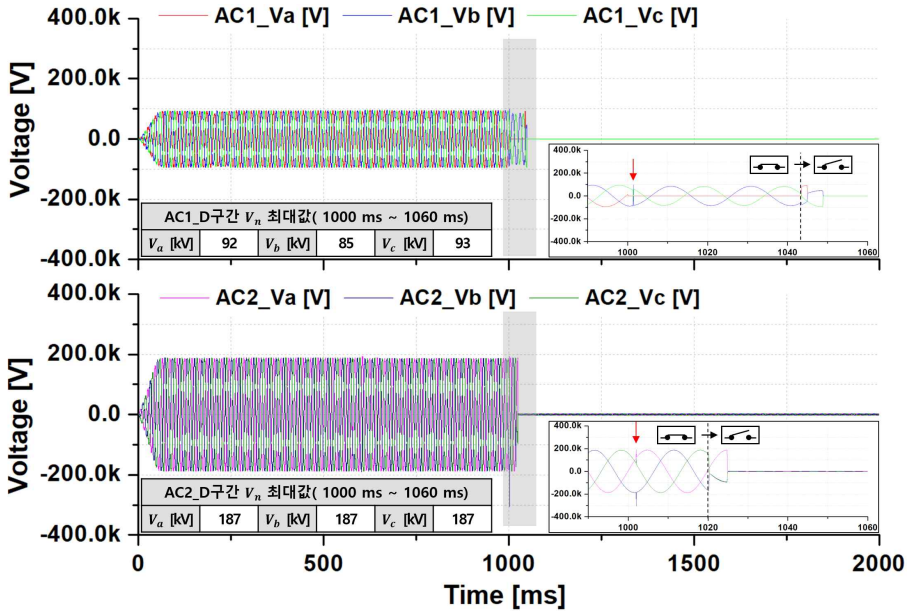 AC1_Va [V] AC1_Vb [V] AC1_Vc [V]
400.0k
200.0k
0.0
-200.0k
-400.0k
Voltage [V]
AC1_D구간 Vn 최대값( 1000 ms ~ 1060 ms)
Va [kV] 92 Vb [kV] 85 Vc [kV] 93
400.0k
200.0k
0.0
-200.0k
-400.0k
1000 1020 1040 1060
AC2_Va [V] AC2_Vb [V] AC2_Vc [V]
400.0k
200.0k
0.0
-200.0k
-400.0k
Voltage [V]
AC2_D구간 Vn 최대값( 1000 ms ~ 1060 ms)
Va [kV] 187 Vb [kV] 187 Vc [kV] 187
400.0k
200.0k
0.0
-200.0k
-400.0k
1000 1020 1040 1060
0 500 1000 1500 2000
Time [ms]